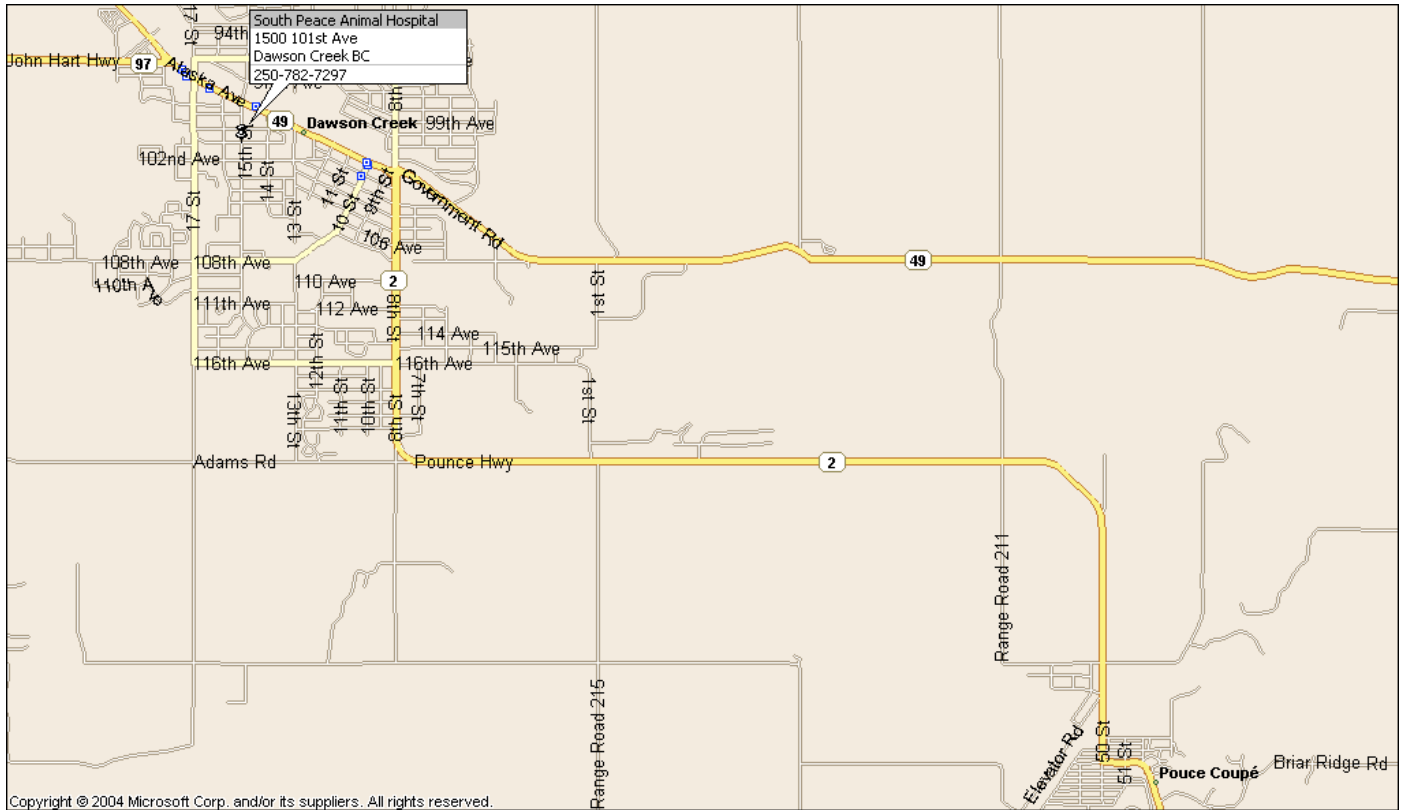 South Peace Animal Hospital
1500 101st Ave
Dawson Creek BC
250-782-7297
21 St
94th
John Hart Hwy
97
Alaska Ave
8th
49
Dawson Creek
99th Ave
102nd Ave
15th St
14 St
11 St
10 St
9th St
Government Rd
17 St
13 St
106 Ave
108th Ave
108th Ave
49
110th Ave
110 Ave
2
1st St
111th Ave
112 Ave
8th St
114 Ave
115th Ave
116th Ave
12th St
116th Ave
11th St
10th St
7th St
1st St
13th St
8th St
Adams Rd
Pounce Hwy
2
Range Road 211
Range Road 215
Elevator Rd
50 St
51 St
Pouce Coupé
Briar Ridge Rd
Copyright © 2004 Microsoft Corp. and/or its suppliers. All rights reserved.